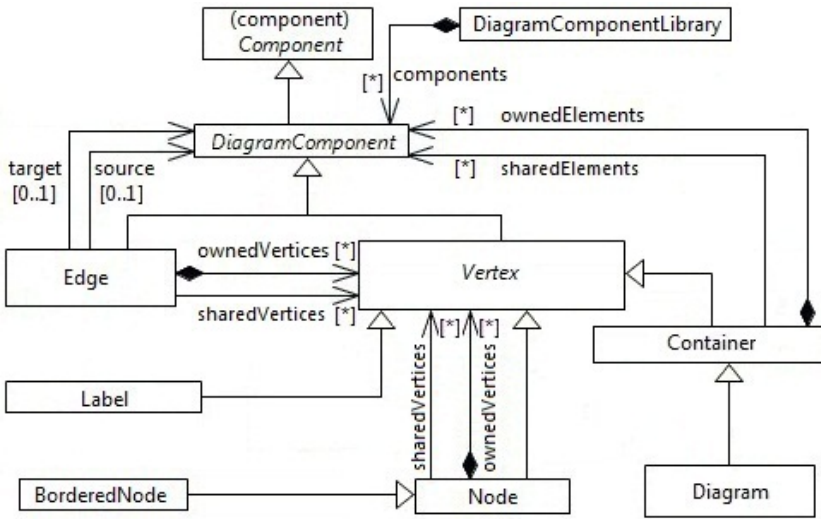 (component)
Component
DiagramComponentLibrary
[*] components
[*] ownedElements
DiagramComponent
[*] sharedElements
target source
[0..1] [0..1]
ownedVertices [*]
Edge
Vertex
sharedVertices [*]
[*] [*]
Container
sharedVertices
ownedVertices
Label
BorderedNode
Node
Diagram